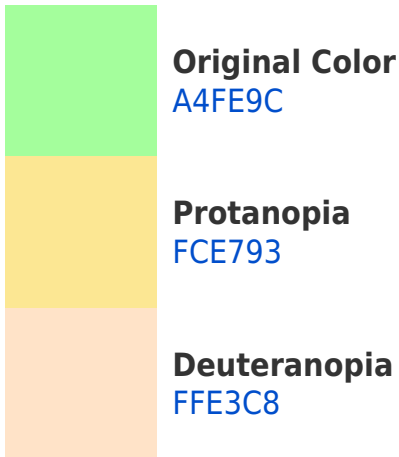 Original Color
A4FE9C
Protanopia
FCE793
Deuteranopia
FFE3C8